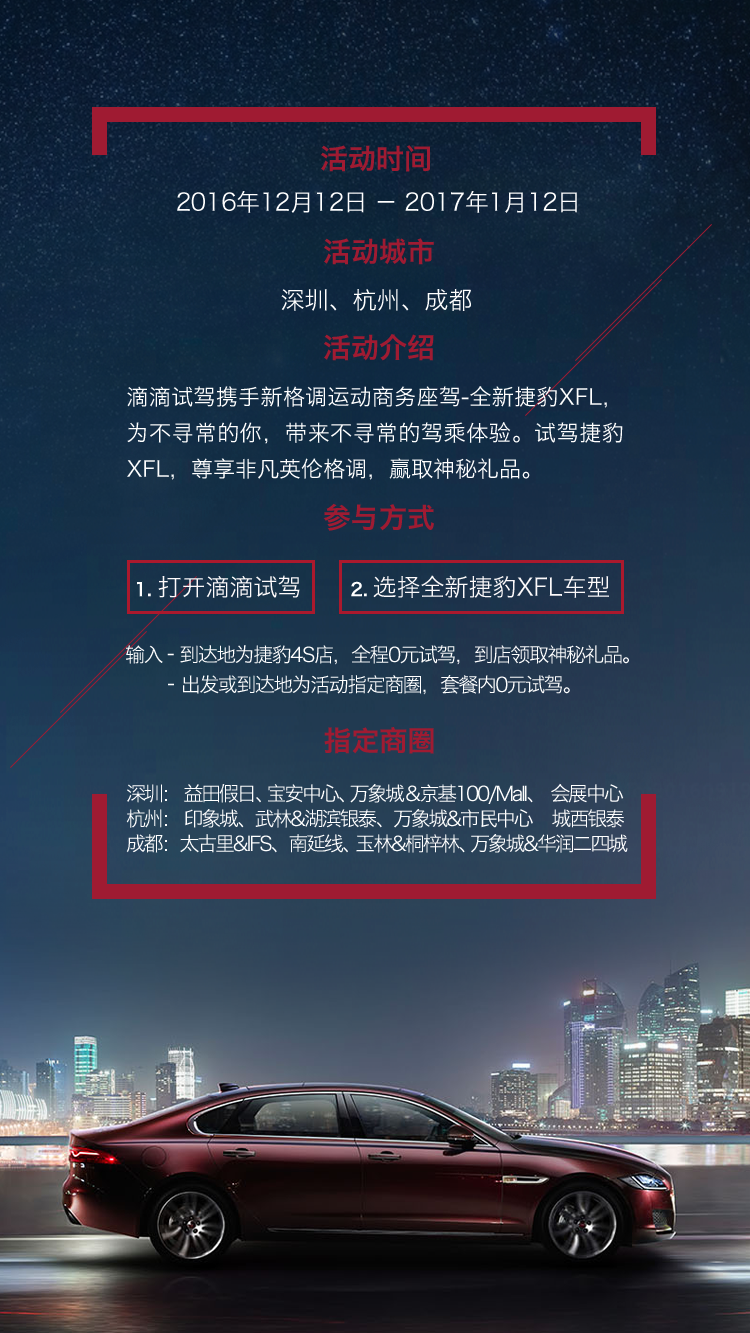 活动时间
2016年12月12日 － 2017年1月12日
活动城市
深圳、杭州、成都
活动介绍
滴滴试驾携手新格调运动商务座驾-全新捷豹XFL，
为不寻常的你，带来不寻常的驾乘体验。试驾捷豹
XFL，尊享非凡英伦格调，赢取神秘礼品。
参与方式
1. 打开滴滴试驾
2. 选择全新捷豹XFL车型
输入 - 到达地为捷豹4S店，全程0元试驾，到店领取神秘礼品。
- 出发或到达地为活动指定商圈，套餐内0元试驾。
指定商圈
深圳： 益田假日、宝安中心、万象城&京基100/Mall、 会展中心
杭州： 印象城、武林&湖滨银泰、万象城&市民中心 城西银泰
成都： 太古里&IFS、 南延线、玉林&桐梓林、万象城&华润二四城